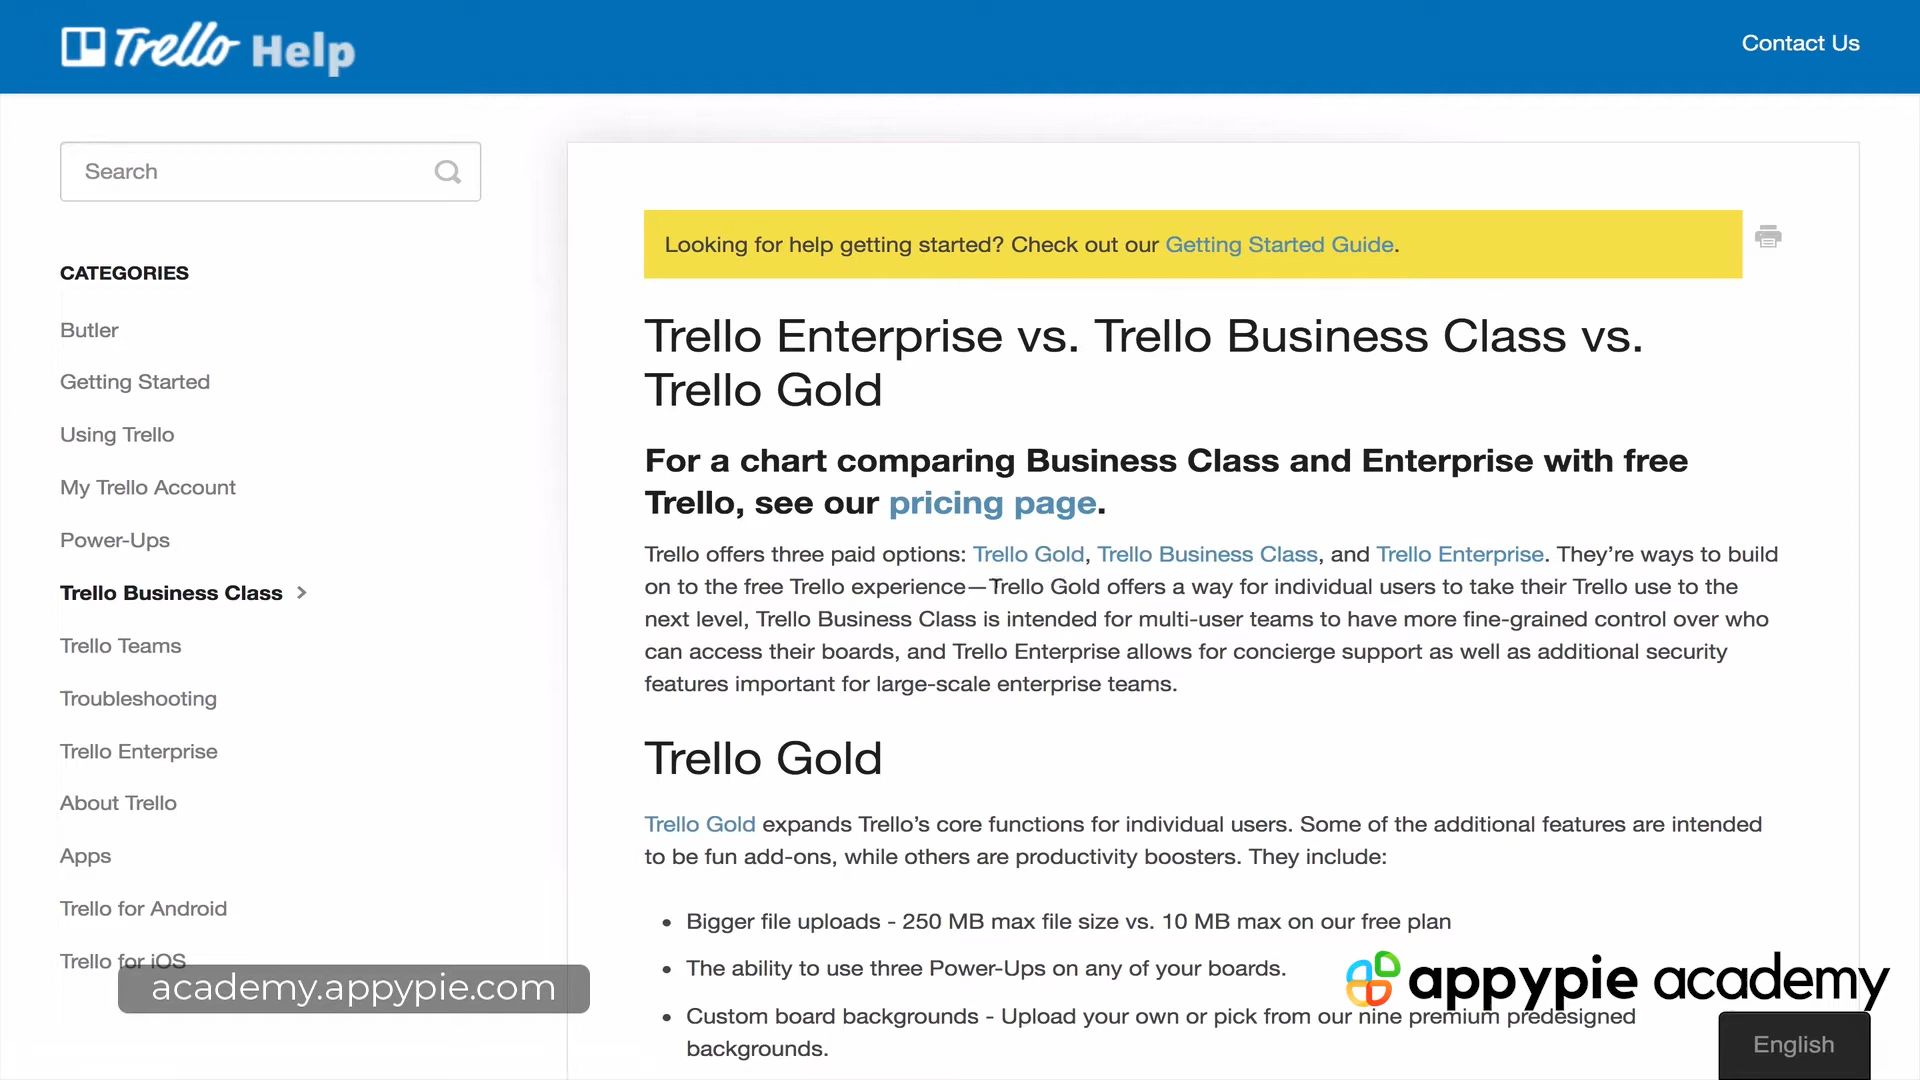 Trello Help
Contact Us
Search
CATEGORIES
Butler
Getting Started
Using Trello
My Trello Account
Power-Ups
Trello Business Class
Trello Teams
Troubleshooting
Trello Enterprise
About Trello
Apps
Trello for Android
Trello for iOS
academy.appypie.com
Looking for help getting started? Check out our Getting Started Guide.
Trello Enterprise vs. Trello Business Class vs.
Trello Gold
For a chart comparing Business Class and Enterprise with free
Trello, see our pricing page.
Trello offers three paid options: Trello Gold, Trello Business Class, and Trello Enterprise. They’re ways to build
on to the free Trello experience—Trello Gold offers a way for individual users to take their Trello use to the
next level, Trello Business Class is intended for multi-user teams to have more fine-grained control over who
can access their boards, and Trello Enterprise allows for concierge support as well as additional security
features important for large-scale enterprise teams.
Trello Gold
Trello Gold expands Trello’s core functions for individual users. Some of the additional features are intended
to be fun add-ons, while others are productivity boosters. They include:
• Bigger file uploads - 250 MB max file size vs. 10 MB max on our free plan
• The ability to use three Power-Ups on any of your boards.
• Custom board backgrounds - Upload your own or pick from our nine premium predesigned
backgrounds.
appypie academy
English